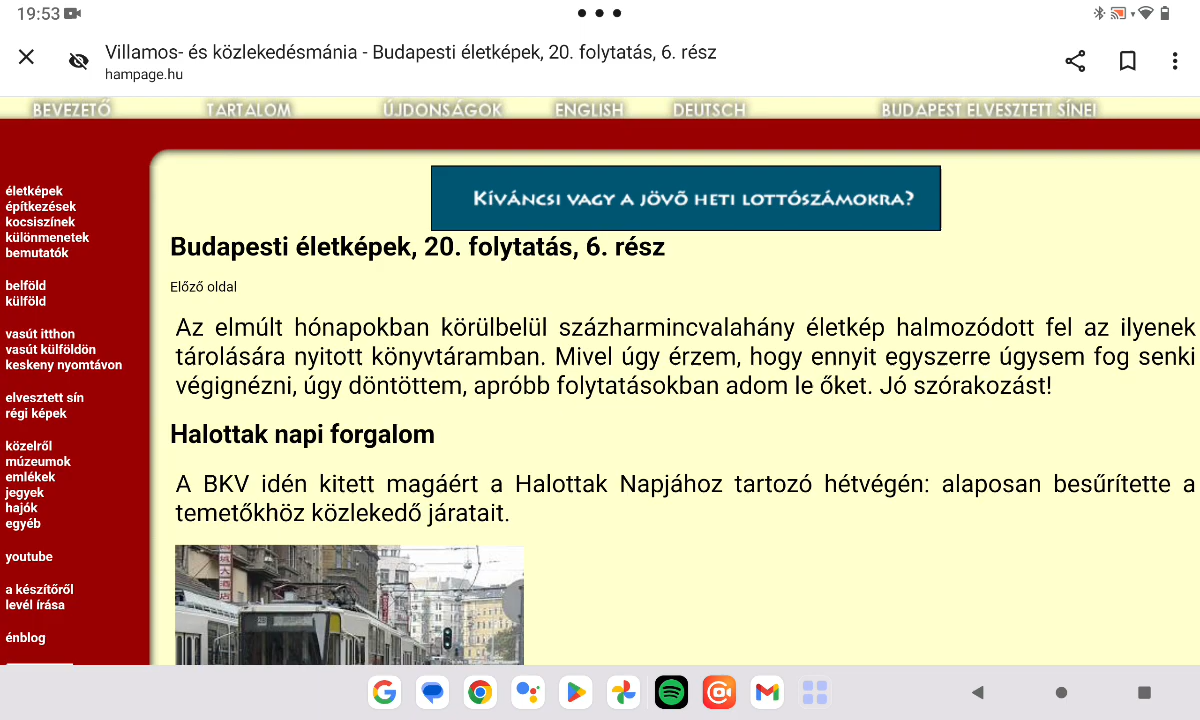 19:53
Villamos- és közlekedésmánia - Budapesti életképek, 20. folytatás, 6. rész
hampage.hu
BEVEZETŐ TARTALOM ÚJDONSÁGOK ENGLISH DEUTSCH BUDAPEST ELVESZTETT SÍNEI
életképek
építkezések
kocsiszínek
különmenetek
bemutatók
belföld
külföld
vasút itthon
vasút külföldön
keskeny nyomtávon
elvesztett sín
régi képek
közelről
múzeumok
emlékek
jegyek
hajók
egyéb
youtube
a készítőről
levél írása
énblog
Kíváncsi vagy a jövõ heti lottószámokra?
Budapesti életképek, 20. folytatás, 6. rész
Előző oldal
Az elmúlt hónapokban körülbelül százharmincvalahány életkép halmozódott fel az ilyenek
tárolására nyitott könyvtáramban. Mivel úgy érzem, hogy ennyit egyszerre úgysem fog senki
végignézni, úgy döntöttem, apróbb folytatásokban adom le őket. Jó szórakozást!
Halottak napi forgalom
A BKV idén kitett magáért a Halottak Napjához tartozó hétvégén: alaposan besűrítette a
temetőkhöz közlekedő járatait.